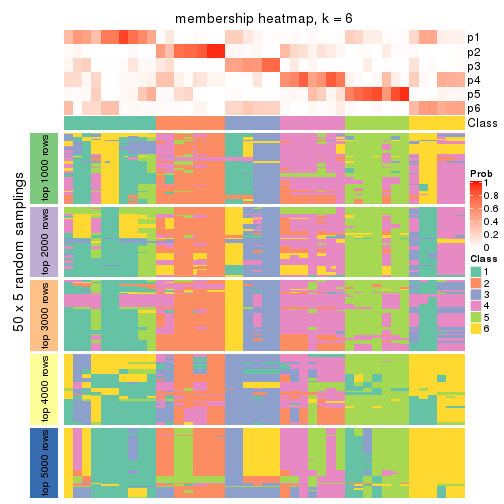 membership heatmap, k = 6
p1
p2
p3
p4
p5
p6
Class
50 x 5 random samplings
top 1000 rows
top 2000 rows
top 3000 rows
top 4000 rows
top 5000 rows
Prob
1
0.8
0.6
0.4
0.2
0
Class
1
2
3
4
5
6